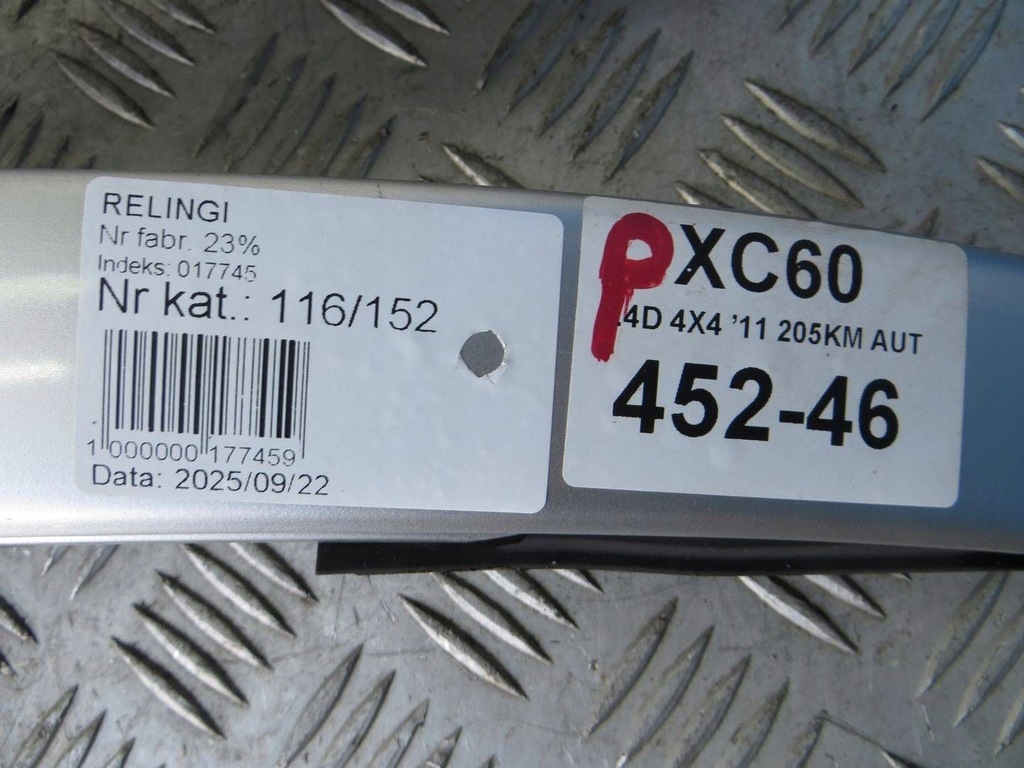 RELINGI
Nr fabr. 23%
Indeks: 017745
Nr kat.: 116/152
1 000000 177459
Data: 2025/09/22
P
XC60
.4D 4X4 '11 205KM AUT
452-46